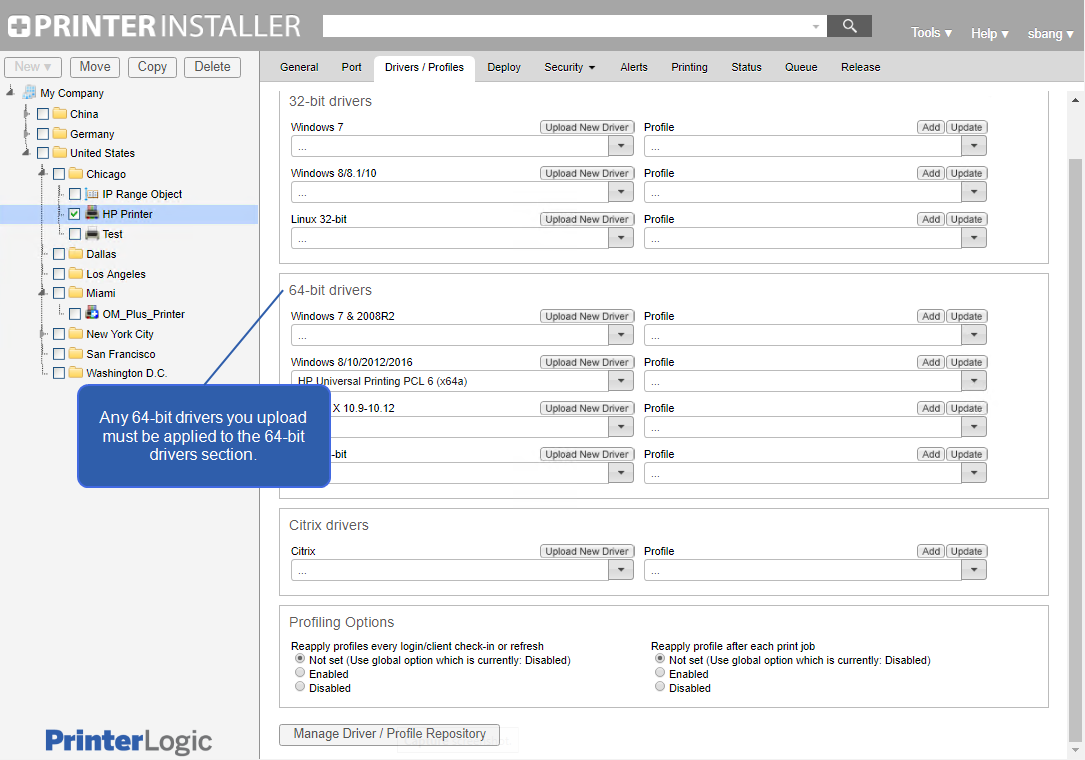 PRINTERINSTALLER
Tools ▾ Help ▾ sbang ▾
New ▾ Move Copy Delete
General Port Drivers / Profiles Deploy Security ▾ Alerts Printing Status Queue Release
My Company
China
Germany
United States
Chicago
IP Range Object
HP Printer
Test
Dallas
Los Angeles
Miami
OM_Plus_Printer
New York City
San Francisco
Washington D.C.
PrinterLogic
32-bit drivers
Windows 7 Upload New Driver Profile Add Update
... ...
Windows 8/8.1/10 Upload New Driver Profile Add Update
... ...
Linux 32-bit Upload New Driver Profile Add Update
... ...
64-bit drivers
Windows 7 & 2008R2 Upload New Driver Profile Add Update
... ...
Windows 8/10/2012/2016 Upload New Driver Profile Add Update
HP Universal Printing PCL 6 (x64a) ...
X 10.9-10.12 Upload New Driver Profile Add Update
...
-bit Upload New Driver Profile Add Update
...
Any 64-bit drivers you upload
must be applied to the 64-bit
drivers section.
Citrix drivers
Citrix Upload New Driver Profile Add Update
... ...
Profiling Options
Reapply profiles every login/client check-in or refresh
Not set (Use global option which is currently: Disabled)
Enabled
Disabled
Reapply profile after each print job
Not set (Use global option which is currently: Disabled)
Enabled
Disabled
Manage Driver / Profile Repository